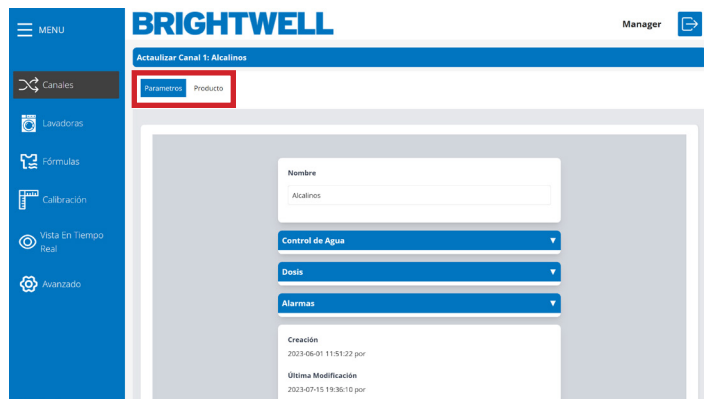 MENU
BRIGHTWELL
Manager
Actaulizar Canal 1: Alcalinos
Canales
Parametros Producto
Lavadoras
Fórmulas
Nombre
Alcalinos
Calibración
Vista En Tiempo
Real
Control de Agua
Dosis
Avanzado
Alarmas
Creación
2023-06-01 11:51:22 por
Última Modificación
2023-07-15 19:36:10 por